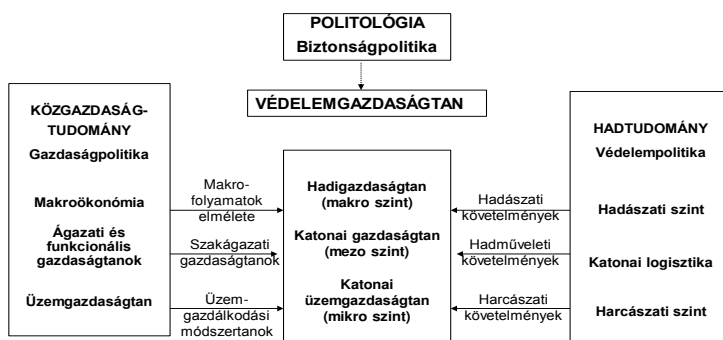 POLITOLÓGIA
Biztonságpolitika
VÉDELEMGAZDASÁGTAN
KÖZGAZDASÁG-
TUDOMÁNY
Gazdaságpolitika
Makroökonómia
Ágazati és
funkcionális
gazdaságtanok
Üzemgazdaságtan
Makro-
folyamatok
elmélete
Szakágazati
gazdaságtanok
Üzem-
gazdálkodási
módszertanok
Hadigazdaságtan
(makro szint)
Katonai gazdaságtan
(mezo szint)
Katonai
üzemgazdaságtan
(mikro szint)
Hadászati
követelmények
Hadműveleti
követelmények
Harcászati
követelmények
HADTUDOMÁNY
Védelempolitika
Hadászati szint
Katonai logisztika
Harcászati szint